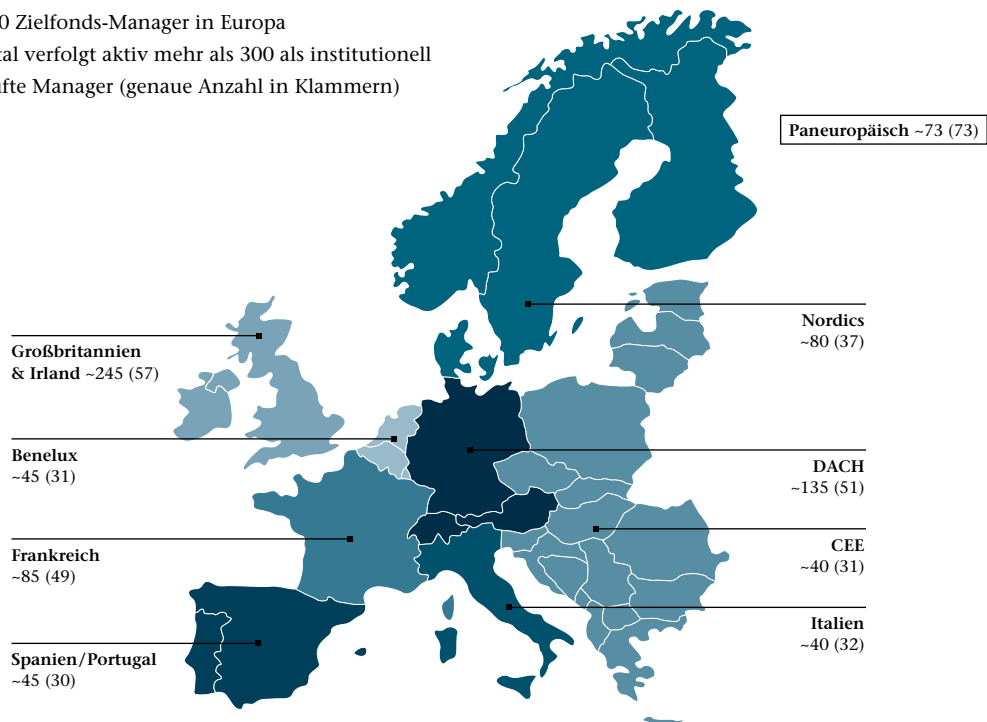 0 Zielfonds-Manager in Europa
tal verfolgt aktiv mehr als 300 als institutionell
ufte Manager (genaue Anzahl in Klammern)
Paneuropäisch ~73 (73)
Nordics
~80 (37)
Großbritannien
& Irland ~245 (57)
Benelux
~45 (31)
DACH
~135 (51)
Frankreich
~85 (49)
CEE
~40 (31)
Italien
~40 (32)
Spanien/Portugal
~45 (30)